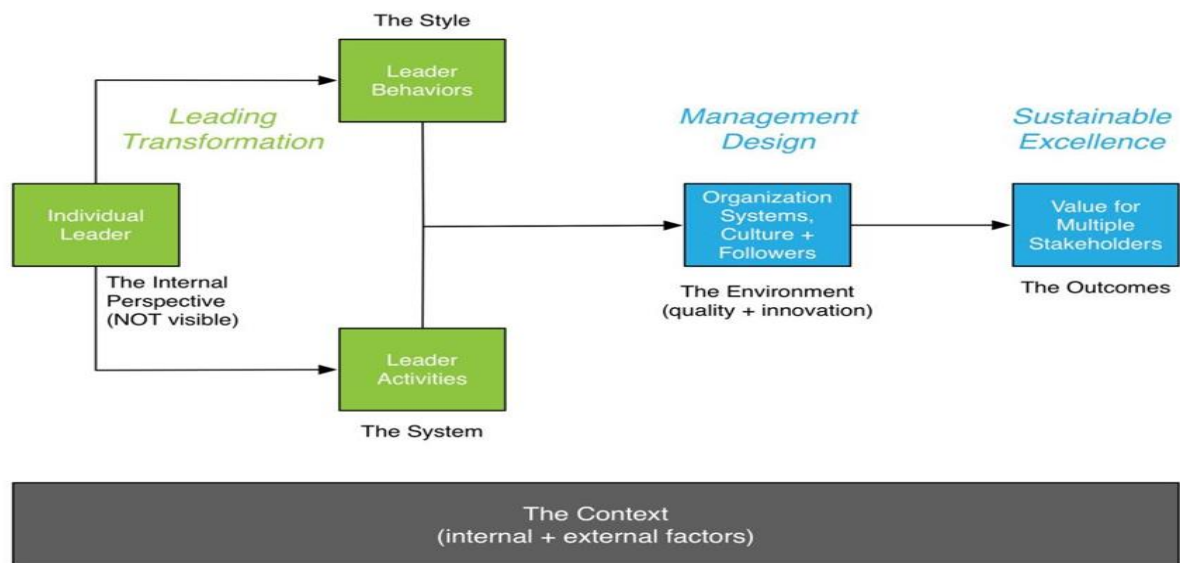 The Style
Leader
Behaviors
Leading
Transformation
Management
Design
Sustainable
Excellence
Individual
Leader
The Internal
Perspective
(NOT visible)
Organization
Systems,
Culture +
Followers
The Environment
(quality + innovation)
Value for
Multiple
Stakeholders
The Outcomes
Leader
Activities
The System
The Context
(internal + external factors)